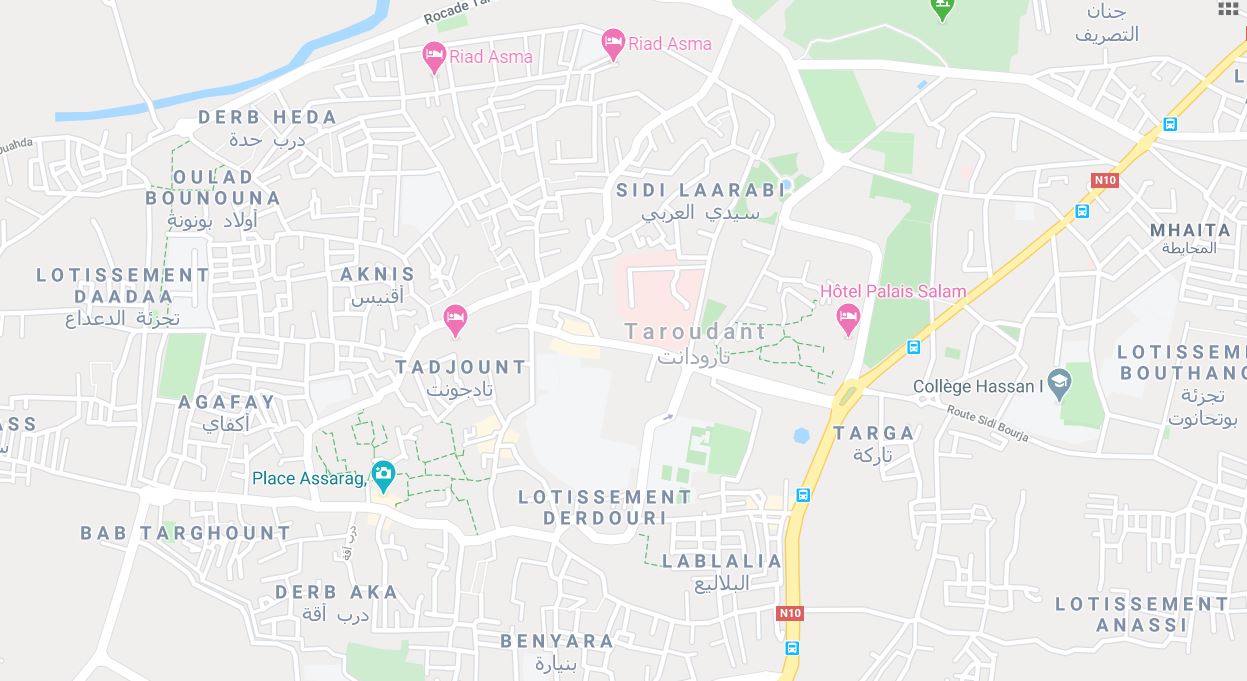 Rocade Ta
جنان
التصريف
Riad Asma
Riad Asma
DERB HEDA
درب حدة
ouahda
OULAD
BOUNOUNA
أولاد بونونة
SIDI LAARABI
سيدي العربي
N10
MHAITA
المحايطة
LOTISSEMENT
DAADAA
تجزئة الدعداع
AKNIS
أقنيس
Hôtel Palais Salam
Taroudant
تارودانت
TADJOUNT
تادجونت
LOTISSEM
BOUTHANO
تجزئة
بوتحانوت
Collège Hassan I
AGAFAY
أكفاي
Route Sidi Bourja
ASS
TARGA
تاركة
Place Assarag,
LOTISSEMENT
DERDOURI
BAB TARGHOUNT
درب أقة
LABLALIA
البلاليع
DERB AKA
درب أقة
N10
LOTISSEMENT
ANASSI
BENYARA
بنيارة